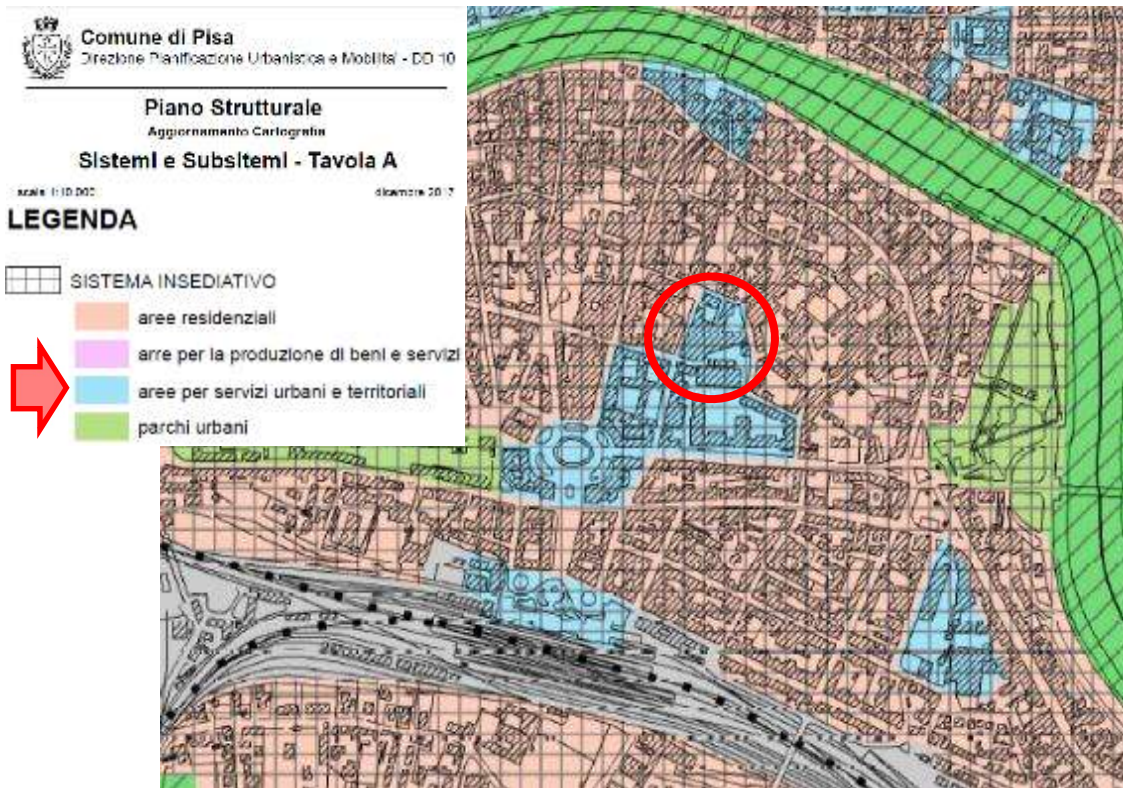 Comune di Pisa
Direzione Pianificazione Urbanistica e Mobilita' - DD 10
Piano Strutturale
Aggiornamento Cartografia
Sistemi e Subsitemi - Tavola A
scala 1:10.000
dicembre 2017
LEGENDA
SISTEMA INSEDIATIVO
aree residenziali
arre per la produzione di beni e servizi
aree per servizi urbani e territoriali
parchi urbani